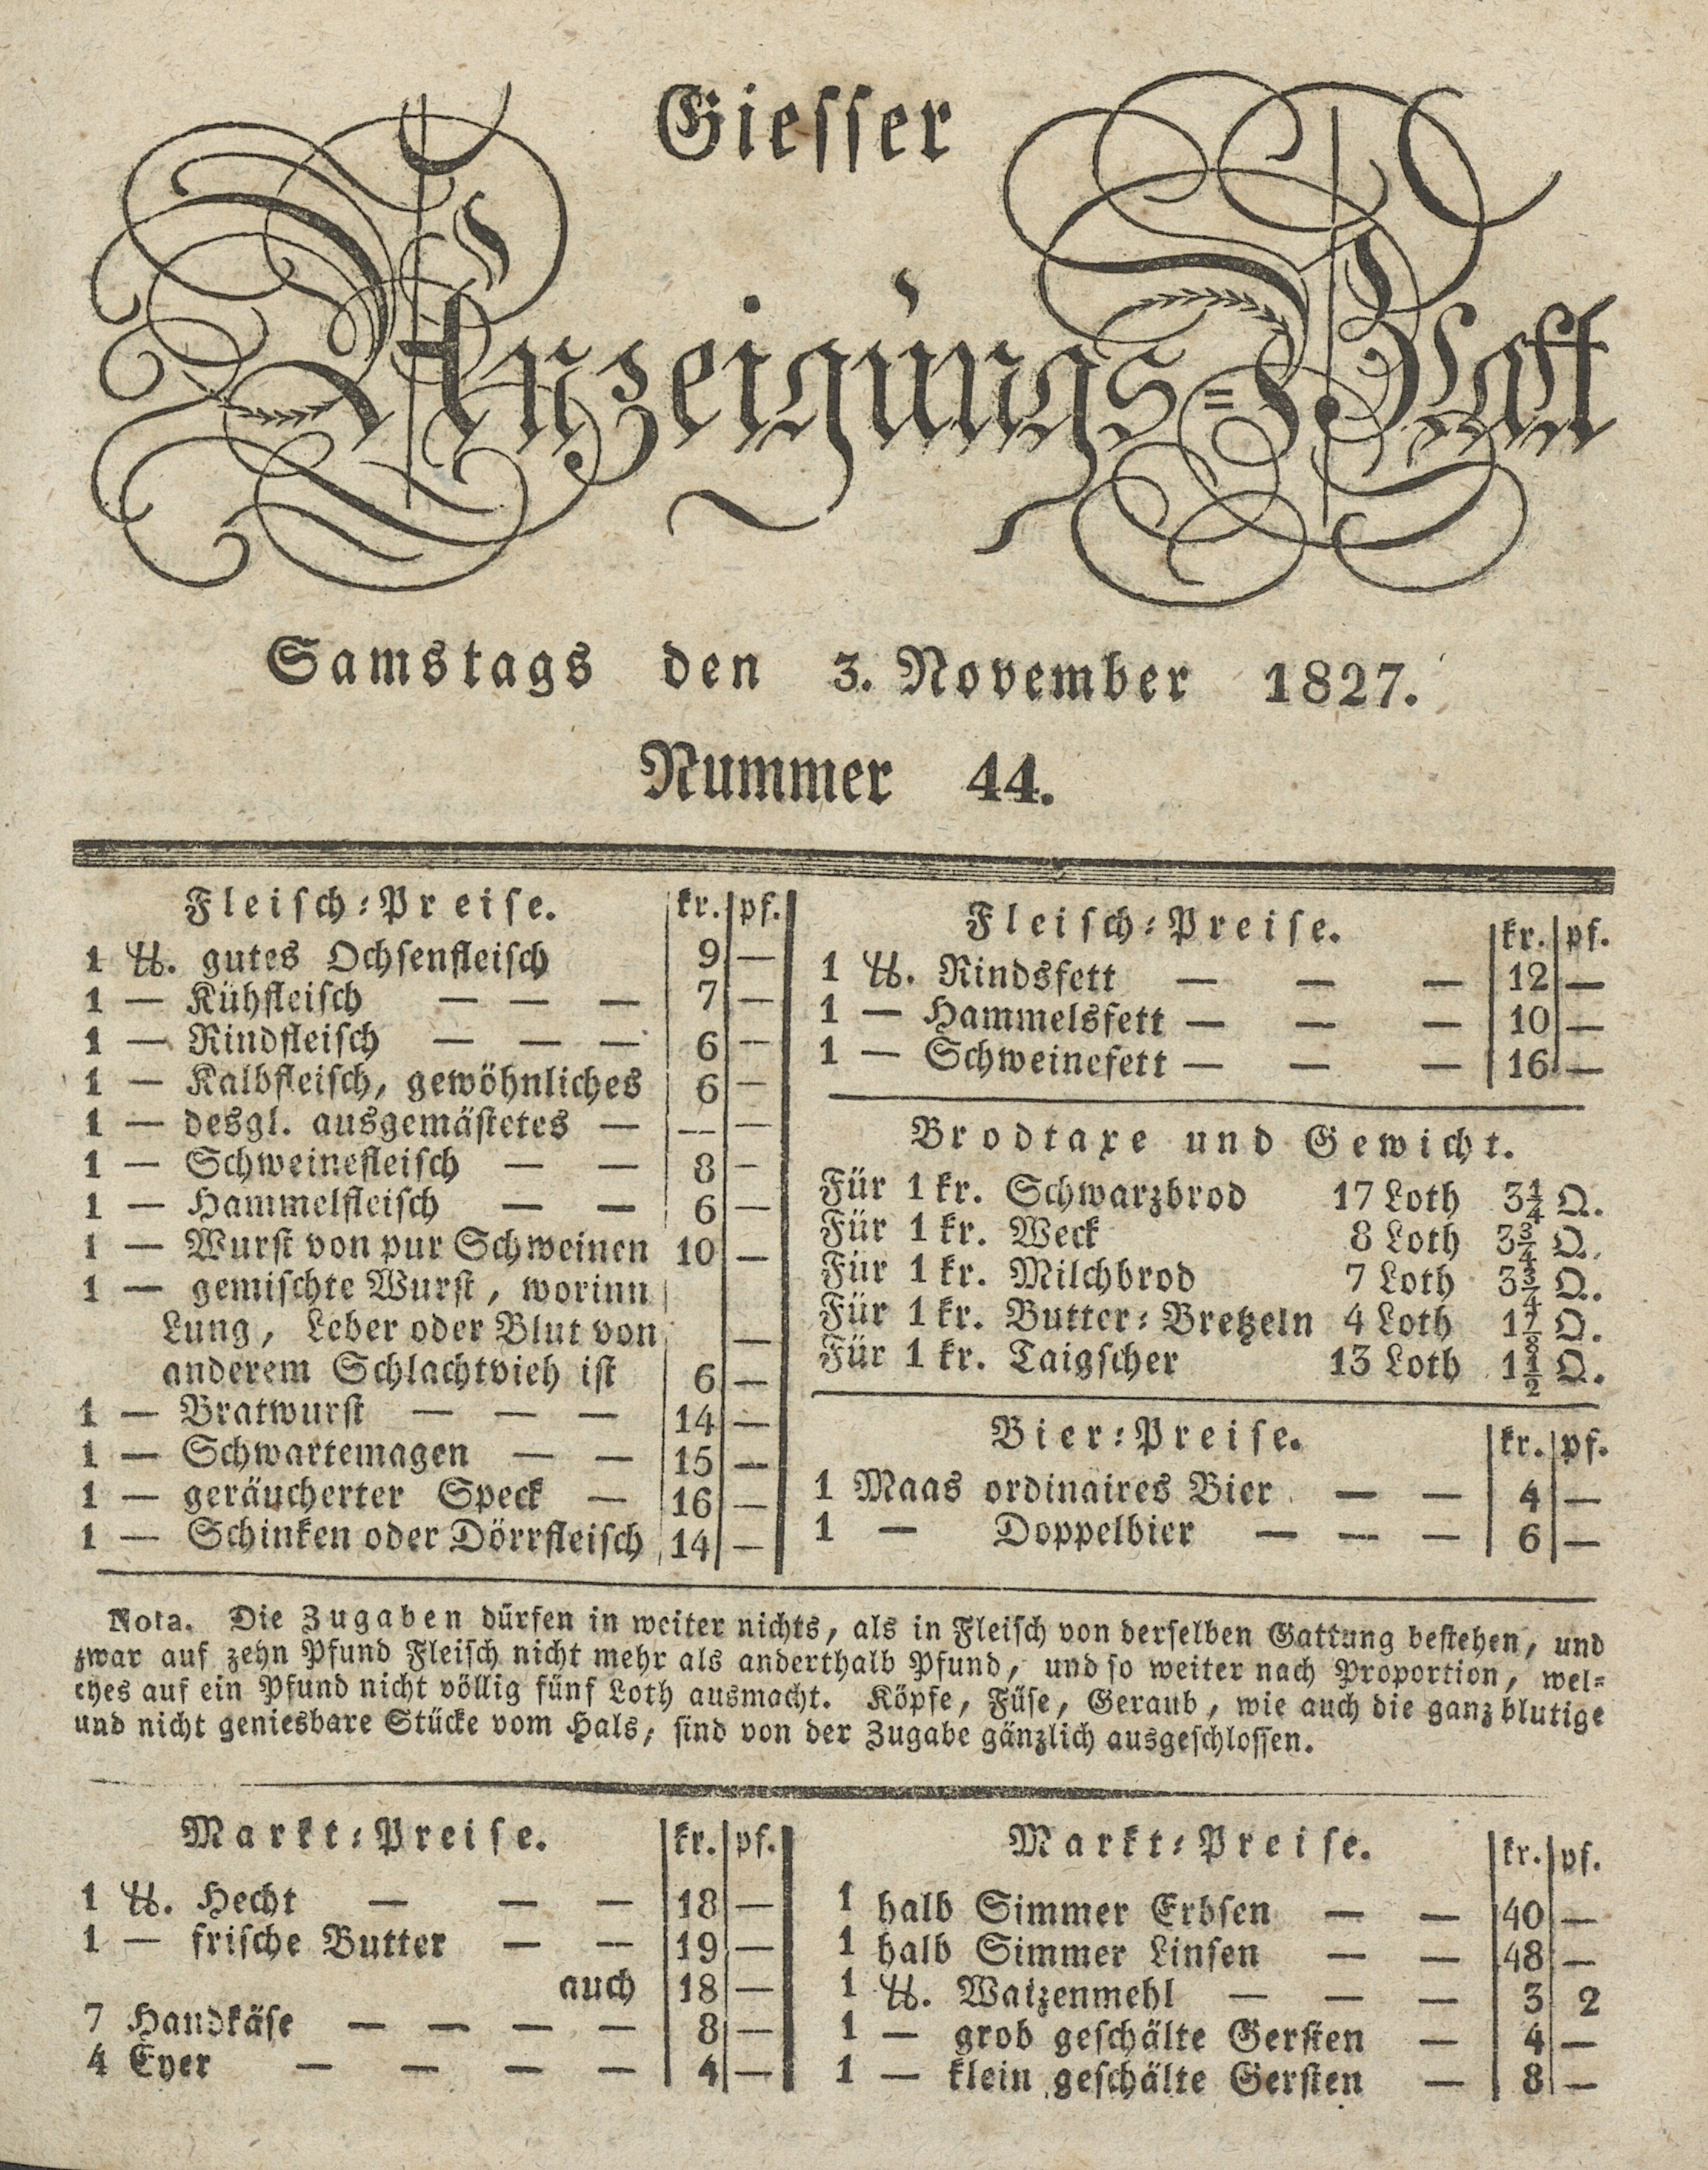 Giesser
Anzeigungs=Blatt
Samstags den 3. November 1827.
Nummer 44.
Fleisch-Preise. kr. pf.
1 ℔. gutes Ochsenfleisch 9 —
1 — Kühfleisch — — — 7 —
1 — Rindfleisch — — — 6 —
1 — Kalbfleisch, gewöhnliches 6 —
1 — desgl. ausgemästetes — — —
1 — Schweinefleisch — — 8 —
1 — Hammelfleisch — — 6 —
1 — Wurst von pur Schweinen 10 —
1 — gemischte Wurst, worinn
Lung, Leber oder Blut von —
anderem Schlachtvieh ist 6 —
1 — Bratwurst — — — 14 —
1 — Schwartemagen — — 15 —
1 — geräucherter Speck — 16 —
1 — Schinken oder Dörrfleisch 14 —
Fleisch-Preise. kr. pf.
1 ℔. Rindsfett — — — 12 —
1 — Hammelsfett — — — 10 —
1 — Schweinefett — — — 16 —
Brodtaxe und Gewicht.
Für 1 kr. Schwarzbrod 17 Loth 3¼ Q.
Für 1 kr. Weck 8 Loth 3¾ Q.
Für 1 kr. Milchbrod 7 Loth 3¾ Q.
Für 1 kr. Butter-Bretzeln 4 Loth 1⅞ Q.
Für 1 kr. Taigscher 13 Loth 1½ Q.
Bier-Preise. kr. pf.
1 Maas ordinaires Bier — — 4 —
1 — Doppelbier — — — 6 —
Nota. Die Zugaben dürfen in weiter nichts, als in Fleisch von derselben Gattung bestehen, und
zwar auf zehn Pfund Fleisch nicht mehr als anderthalb Pfund, und so weiter nach Proportion, wel=
ches auf ein Pfund nicht völlig fünf Loth ausmacht. Köpfe, Füse, Geraub, wie auch die ganz blutige
und nicht geniesbare Stücke vom Hals, sind von der Zugabe gänzlich ausgeschlossen.
Markt-Preise. kr. pf.
1 ℔. Hecht — — — 18 —
1 — frische Butter — — 19 —
auch 18 —
7 Handkäse — — — — 8 —
4 Eyer — — — — 4 —
Markt-Preise. kr. pf.
1 halb Simmer Erbsen — — 40 —
1 halb Simmer Linsen — — 48 —
1 ℔. Waizenmehl — — — 3 2
1 — grob geschälte Gersten — 4 —
1 — klein geschälte Gersten — 8 —